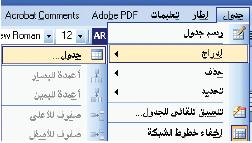 جدول إطار تعليمات Adobe PDF Acrobat Comments
ew Roman 12 AR
رسم جدول
إدراج
جدول...
حذف
أعمدة لليسار
تحديد
أعمدة لليمين
تنسيق تلقائي للجدول...
صفوف للأعلى
إخفاء خطوط الشبكة
صفوف للأسفل